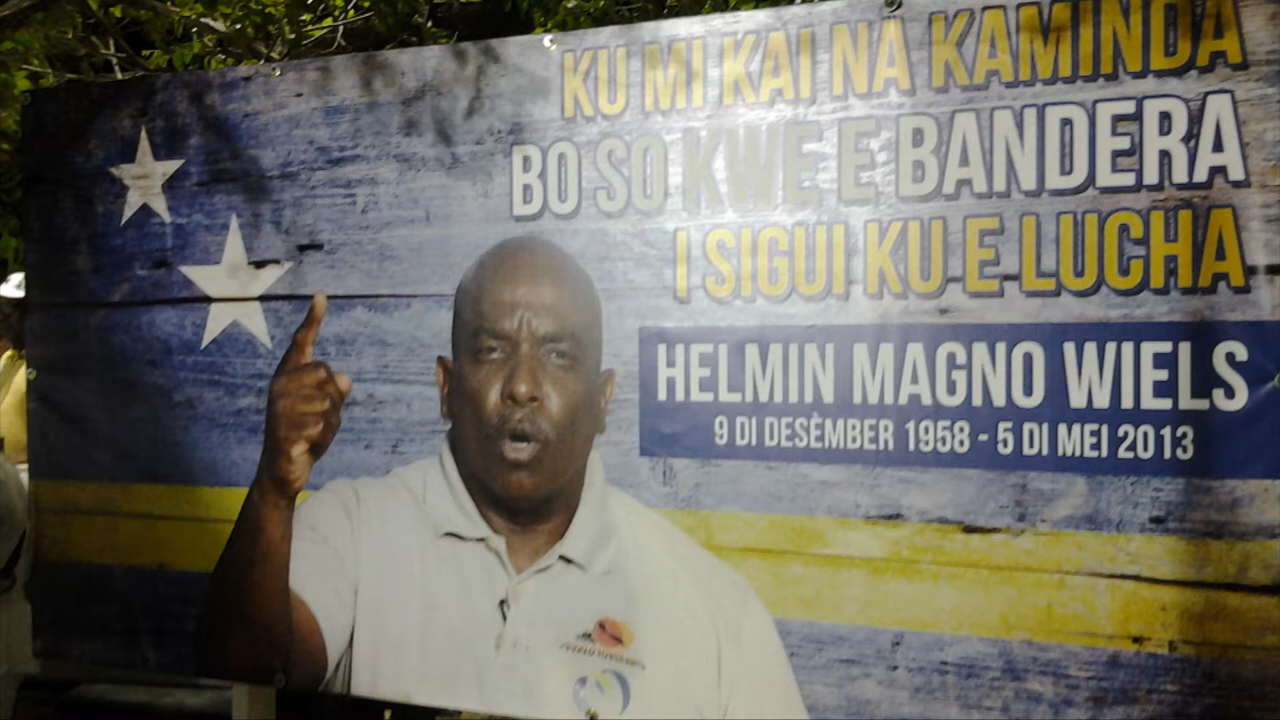 KU MI KAI NA KAMINDA
BO SO KWE E BANDERA
I SIGUI KU E LUCHA
HELMIN MAGNO WIELS
9 DI DESÈMBER 1958 - 5 DI MEI 2013